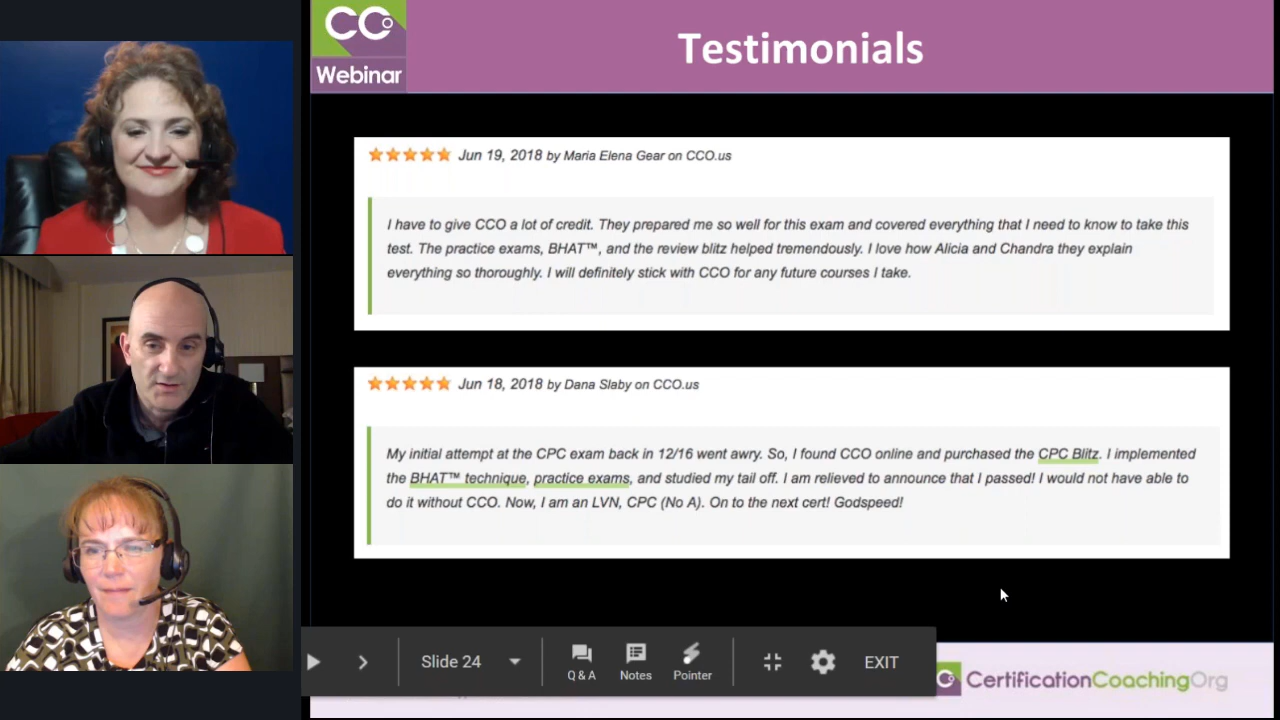 CCO
Webinar
Testimonials
Jun 19, 2018 by Maria Elena Gear on CCO.us
I have to give CCO a lot of credit. They prepared me so well for this exam and covered everything that I need to know to take this
test. The practice exams, BHAT™, and the review blitz helped tremendously. I love how Alicia and Chandra they explain
everything so thoroughly. I will definitely stick with CCO for any future courses I take.
Jun 18, 2018 by Dana Slaby on CCO.us
My initial attempt at the CPC exam back in 12/16 went awry. So, I found CCO online and purchased the CPC Blitz. I implemented
the BHAT™ technique, practice exams, and studied my tail off. I am relieved to announce that I passed! I would not have able to
do it without CCO. Now, I am an LVN, CPC (No A). On to the next cert! Godspeed!
Slide 24
Q & A
Notes
Pointer
EXIT
CertificationCoachingOrg